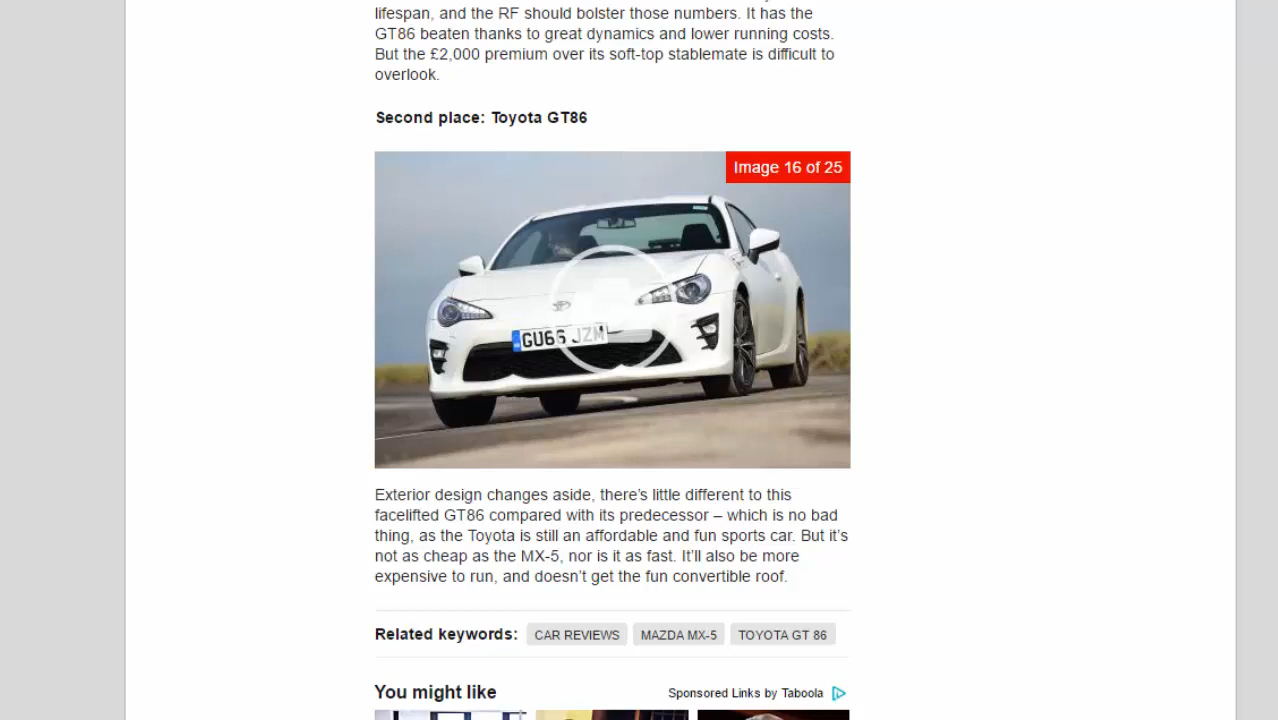 lifespan, and the RF should bolster those numbers. It has the
GT86 beaten thanks to great dynamics and lower running costs.
But the £2,000 premium over its soft-top stablemate is difficult to
overlook.
Second place: Toyota GT86
Image 16 of 25
GU66 JZM
Exterior design changes aside, there’s little different to this
facelifted GT86 compared with its predecessor – which is no bad
thing, as the Toyota is still an affordable and fun sports car. But it’s
not as cheap as the MX-5, nor is it as fast. It’ll also be more
expensive to run, and doesn’t get the fun convertible roof.
Related keywords: CAR REVIEWS MAZDA MX-5 TOYOTA GT 86
You might like Sponsored Links by Taboola